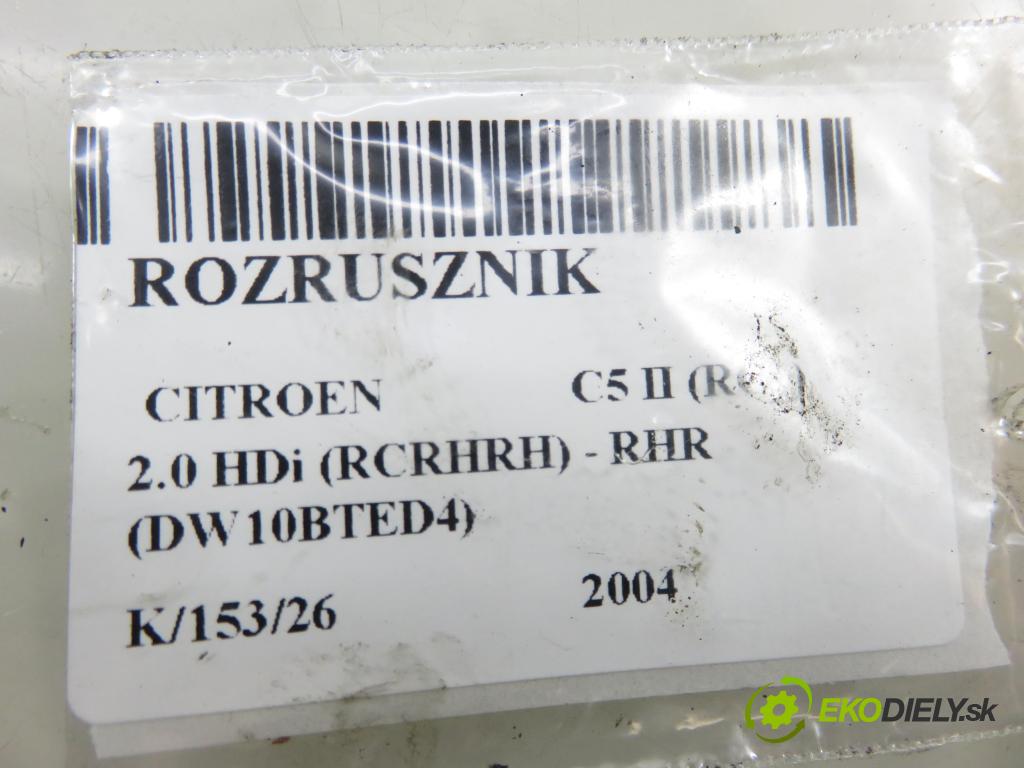 ROZRUSZNIK
CITROEN C5 II
2.0 HDi (RCRHRH) - RHR
(DW10BTED4)
K/153/26 2004
EKODIELY.sk